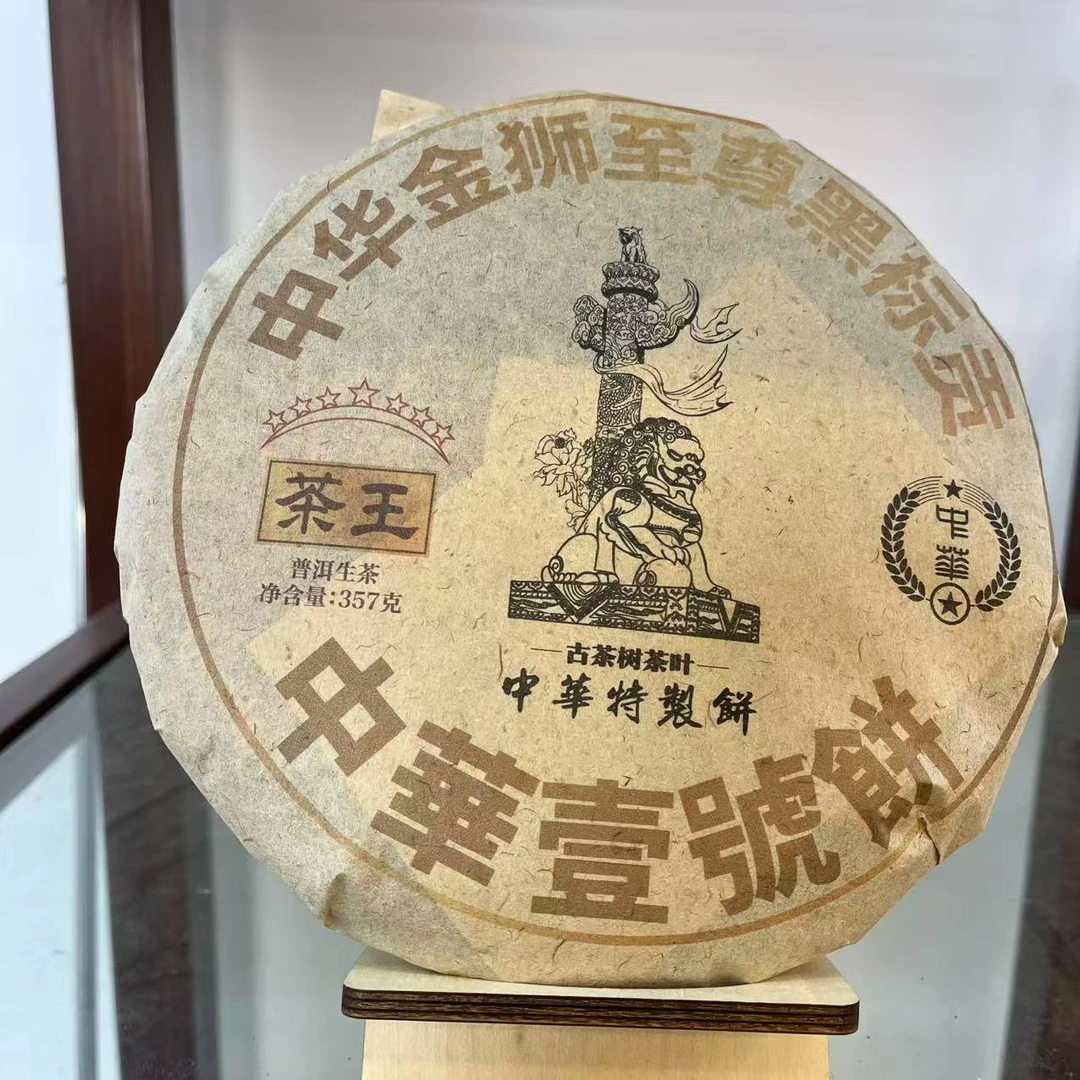 中华金狮至尊黑标贡
茶王
普洱生茶
净含量:357克
中華
古茶树茶叶
中華特製餅
中華壹號餅